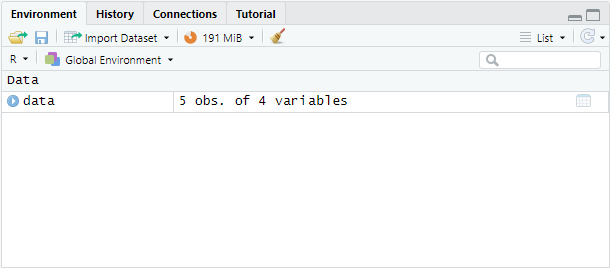 Environment History Connections Tutorial
Import Dataset 191 MiB List
R Global Environment
Data
data 5 obs. of 4 variables